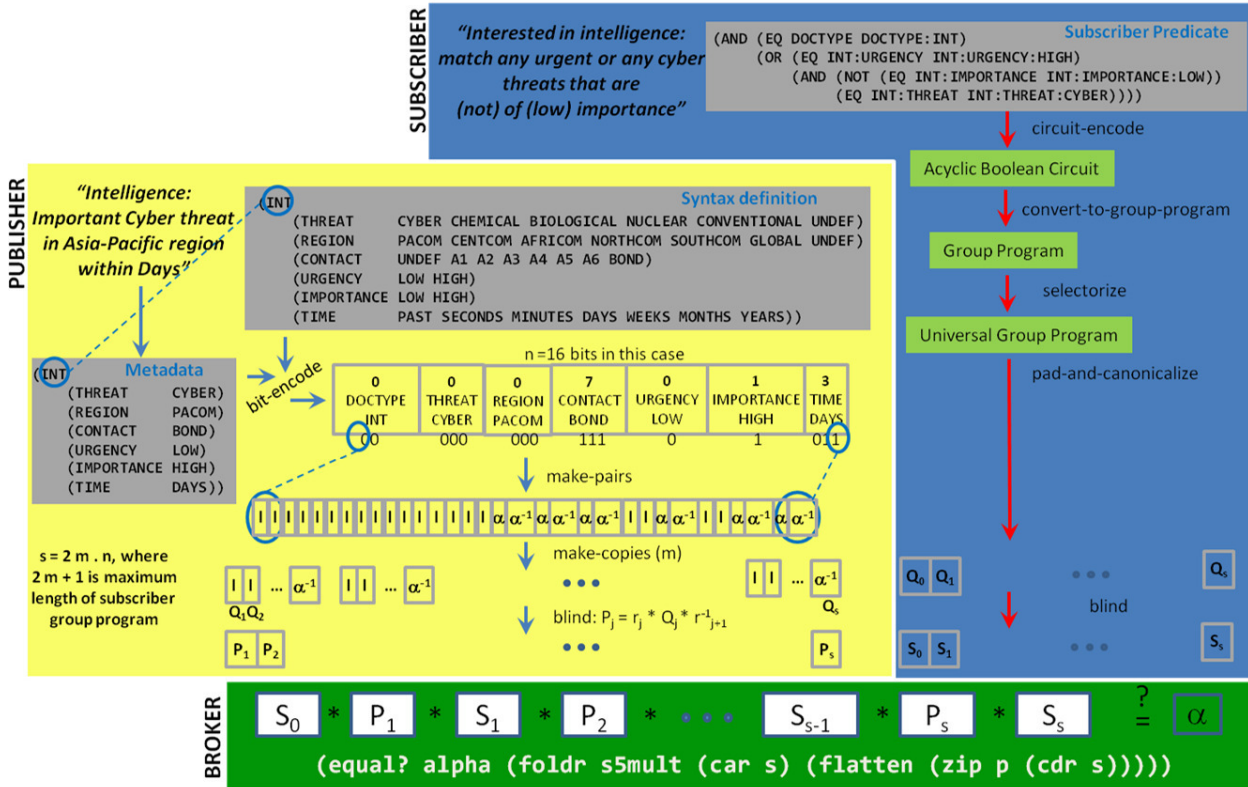 SUBSCRIBER
“Interested in intelligence:
match any urgent or any cyber
threats that are
(not) of (low) importance”
Subscriber Predicate
(AND (EQ DOCTYPE DOCTYPE:INT)
(OR (EQ INT:URGENCY INT:URGENCY:HIGH)
(AND (NOT (EQ INT:IMPORTANCE INT:IMPORTANCE:LOW))
(EQ INT:THREAT INT:THREAT:CYBER))))
circuit-encode
Acyclic Boolean Circuit
convert-to-group-program
Group Program
selectorize
Universal Group Program
pad-and-canonicalize
Q0 Q1 ••• Qs
blind
S0 S1 ••• Ss
PUBLISHER
“Intelligence:
Important Cyber threat
in Asia-Pacific region
within Days”
Syntax definition
(INT
(THREAT CYBER CHEMICAL BIOLOGICAL NUCLEAR CONVENTIONAL UNDEF)
(REGION PACOM CENTCOM AFRICOM NORTHCOM SOUTHCOM GLOBAL UNDEF)
(CONTACT UNDEF A1 A2 A3 A4 A5 A6 BOND)
(URGENCY LOW HIGH)
(IMPORTANCE LOW HIGH)
(TIME PAST SECONDS MINUTES DAYS WEEKS MONTHS YEARS))
Metadata
(INT
(THREAT CYBER)
(REGION PACOM)
(CONTACT BOND)
(URGENCY LOW)
(IMPORTANCE HIGH)
(TIME DAYS))
bit-encode
n =16 bits in this case
0 0 0 7 0 1 3
DOCTYPE THREAT REGION CONTACT URGENCY IMPORTANCE TIME
INT CYBER PACOM BOND LOW HIGH DAYS
00 000 000 111 0 1 011
make-pairs
I I I I I I I I I I I I I I I I α α⁻¹ α α⁻¹ α α⁻¹ I I α α⁻¹ I I α α⁻¹ α α⁻¹
make-copies (m)
s = 2 m . n, where
2 m + 1 is maximum
length of subscriber
group program
I I ... α⁻¹ I I ... α⁻¹ ••• I I ... α⁻¹
Q1Q2 Qs
blind: Pj = rj * Qj * r⁻¹j+1
P1 P2 ••• Ps
BROKER
S0 * P1 * S1 * P2 * ••• Ss-1 * Ps * Ss ?= α
(equal? alpha (foldr s5mult (car s) (flatten (zip p (cdr s)))))